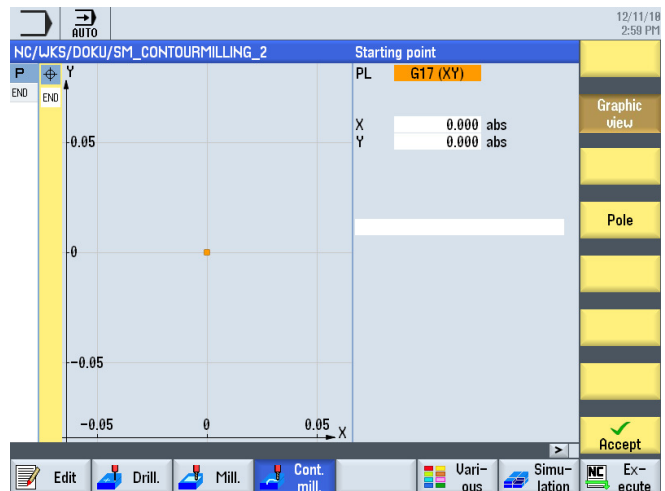 AUTO
12/11/18
2:59 PM
NC/WKS/DOKU/SM_CONTOURMILLING_2
Starting point
P
Y
PL G17 (XY)
END
END
Graphic
view
X 0.000 abs
Y 0.000 abs
0.05
Pole
0
-0.05
-0.05 0 0.05 X
>
Accept
Edit
Drill.
Mill.
Cont.
mill.
Vari-
ous
Simu-
lation
NC Ex-
ecute